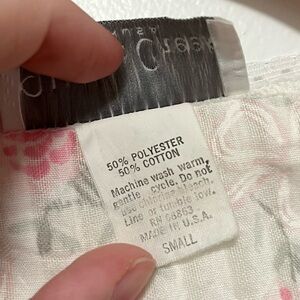 50% POLYESTER
50% COTTON
Machine wash warm,
gentle cycle. Do not
use chlorine bleach.
Line or tumble low.
RN 66863
MADE IN U.S.A.
SMALL